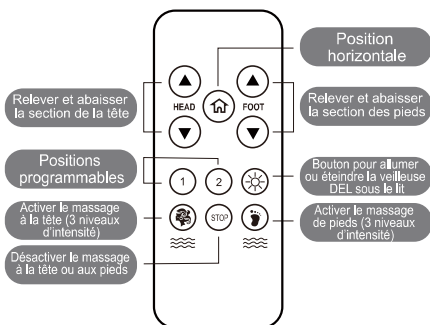 Position
horizontale
HEAD
FOOT
Relever et abaisser
la section de la tête
Relever et abaisser
la section des pieds
Positions
programmables
1
2
Bouton pour allumer
ou éteindre la veilleuse
DEL sous le lit
Activer le massage
à la tête (3 niveaux
d'intensité)
STOP
Activer le massage
de pieds (3 niveaux
d'intensité)
Désactiver le massage
à la tête ou aux pieds